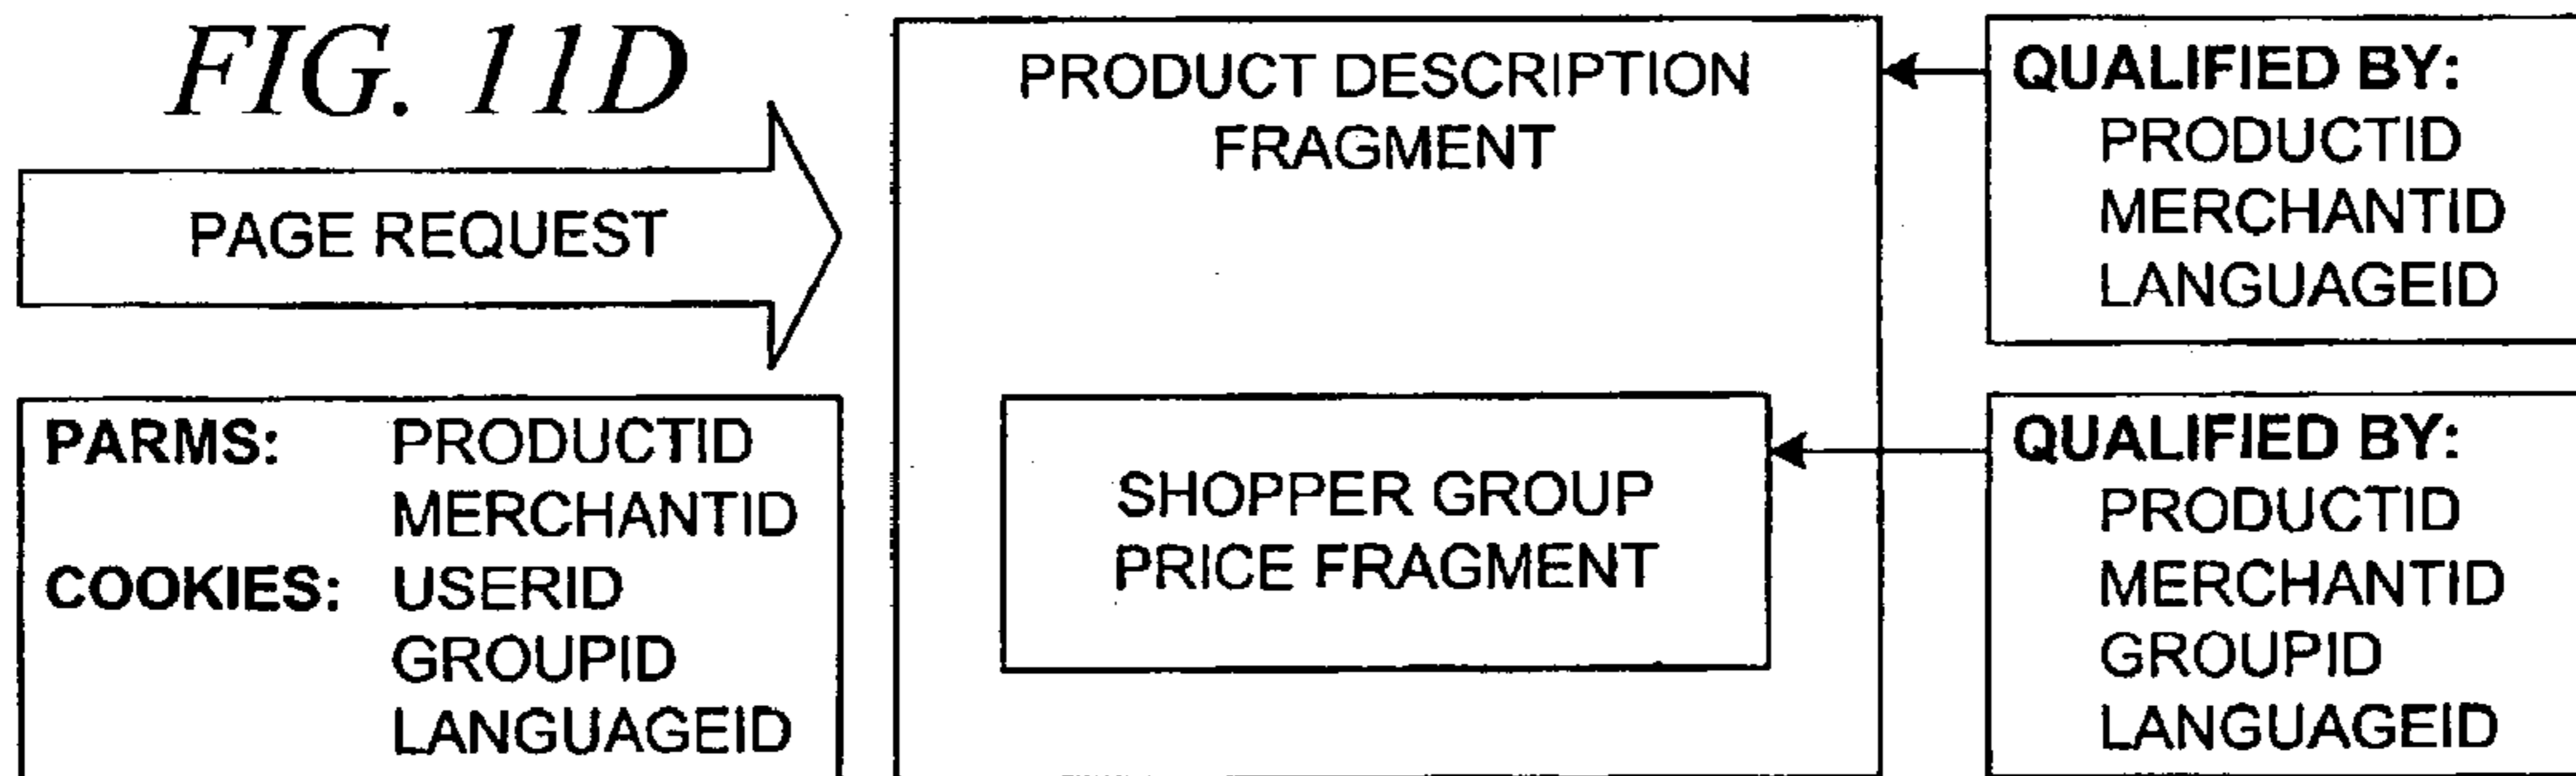 FIG. 11D
PAGE REQUEST
PARMS: PRODUCTID
MERCHANTID
COOKIES: USERID
GROUPID
LANGUAGEID
PRODUCT DESCRIPTION
FRAGMENT
SHOPPER GROUP
PRICE FRAGMENT
QUALIFIED BY:
PRODUCTID
MERCHANTID
LANGUAGEID
QUALIFIED BY:
PRODUCTID
MERCHANTID
GROUPID
LANGUAGEID